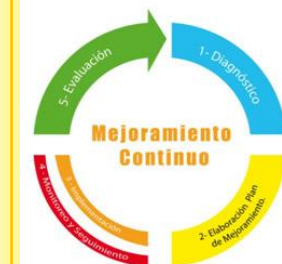 Mejoramiento
Continuo
1- Diagnóstico
2- Elaboración Plan
de Mejoramiento.
3 - Implementación
4 - Monitoreo y Seguimiento
5- Evaluación